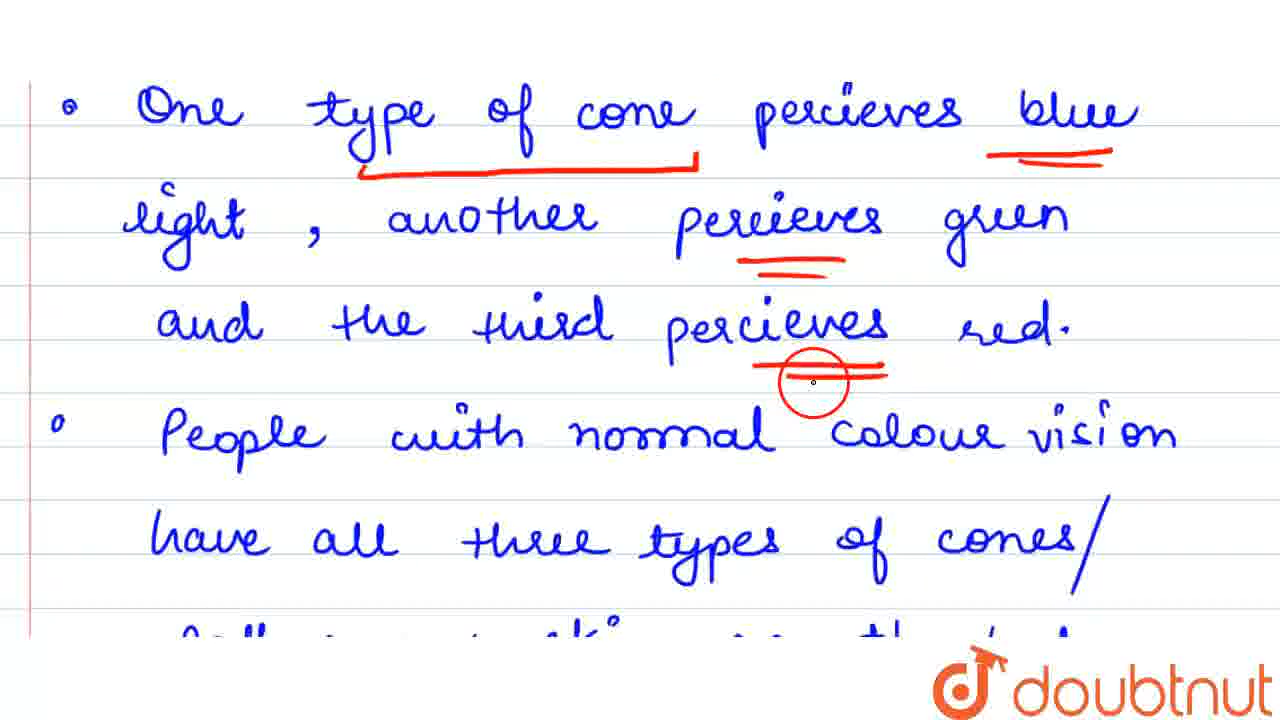 • One type of cone percieves blue
light, another percieves green
and the third percieves red.
• People with normal colour vision
have all three types of cones/
doubtnut